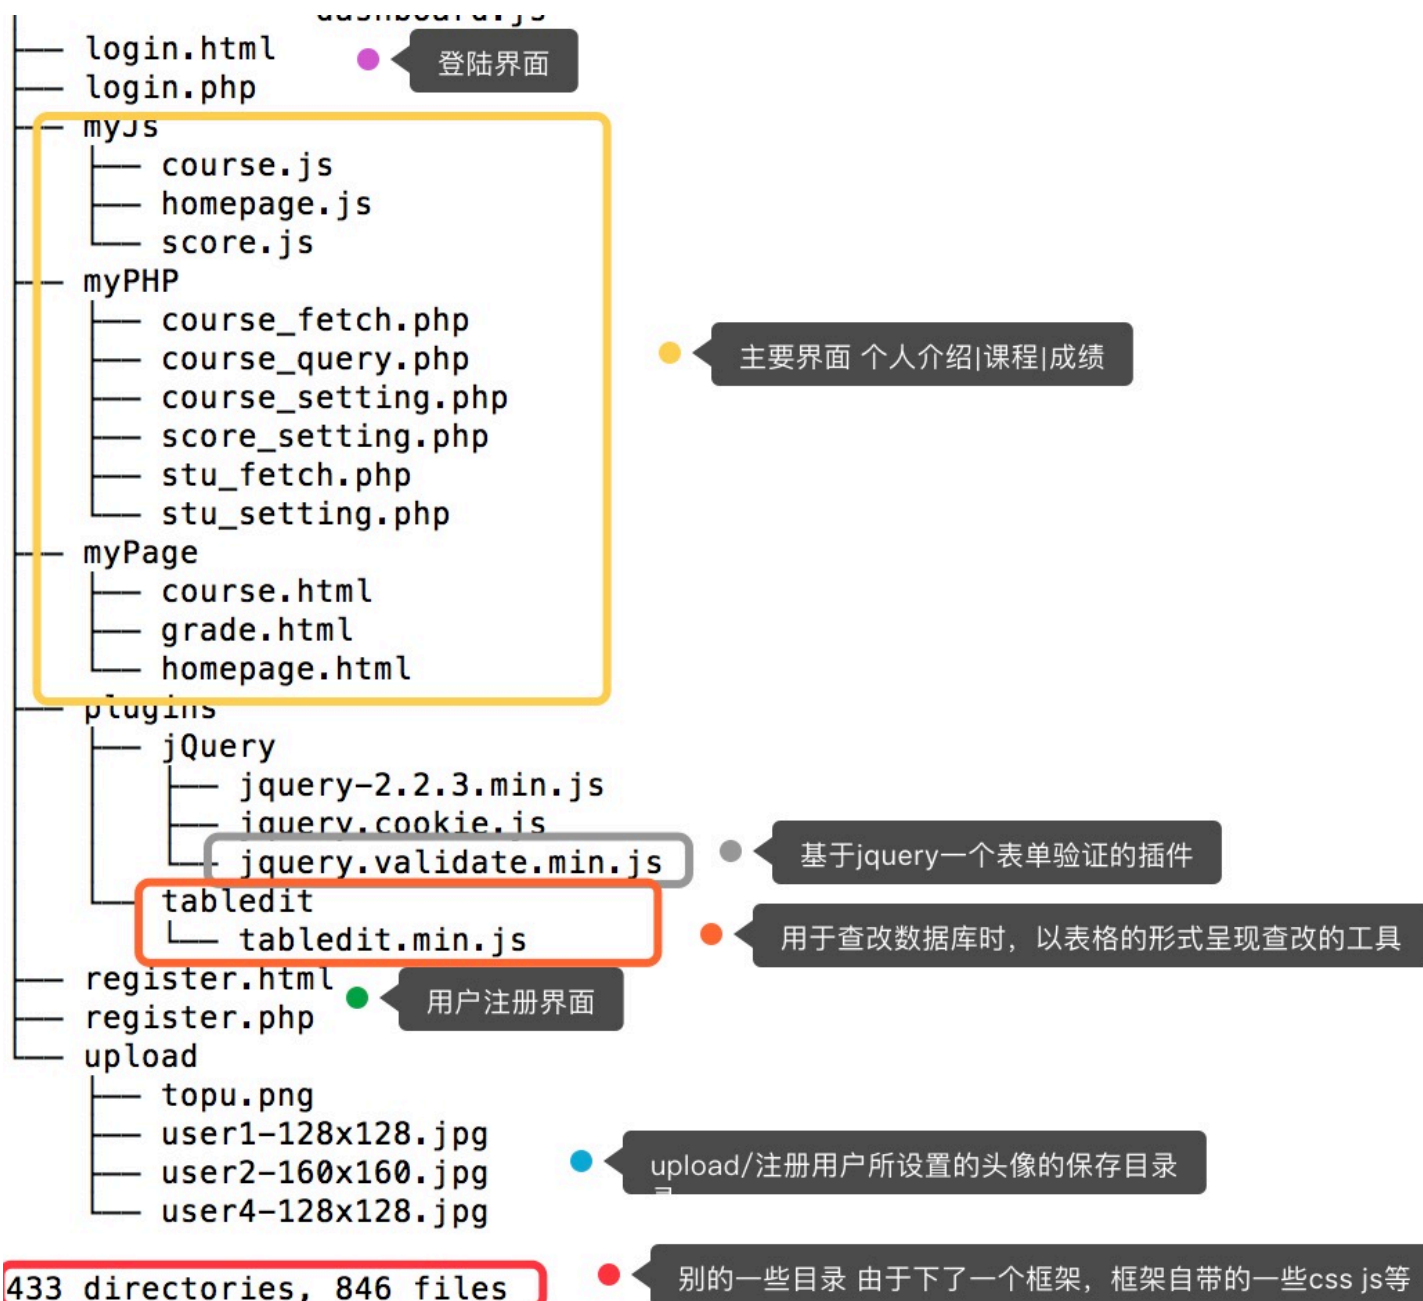 dashboard.js
├── login.html
登陆界面
├── login.php
├── myJs
├── course.js
├── homepage.js
└── score.js
├── myPHP
├── course_fetch.php
├── course_query.php
主要界面 个人介绍|课程|成绩
├── course_setting.php
├── score_setting.php
├── stu_fetch.php
└── stu_setting.php
├── myPage
├── course.html
├── grade.html
└── homepage.html
├── plugins
├── jQuery
├── jquery-2.2.3.min.js
├── jquery.cookie.js
└── jquery.validate.min.js
基于jquery一个表单验证的插件
└── tabledit
└── tabledit.min.js
用于查改数据库时，以表格的形式呈现查改的工具
├── register.html
用户注册界面
├── register.php
└── upload
├── topu.png
├── user1-128x128.jpg
├── user2-160x160.jpg
upload/注册用户所设置的头像的保存目录
└── user4-128x128.jpg
433 directories, 846 files
别的一些目录 由于下了一个框架，框架自带的一些css js等